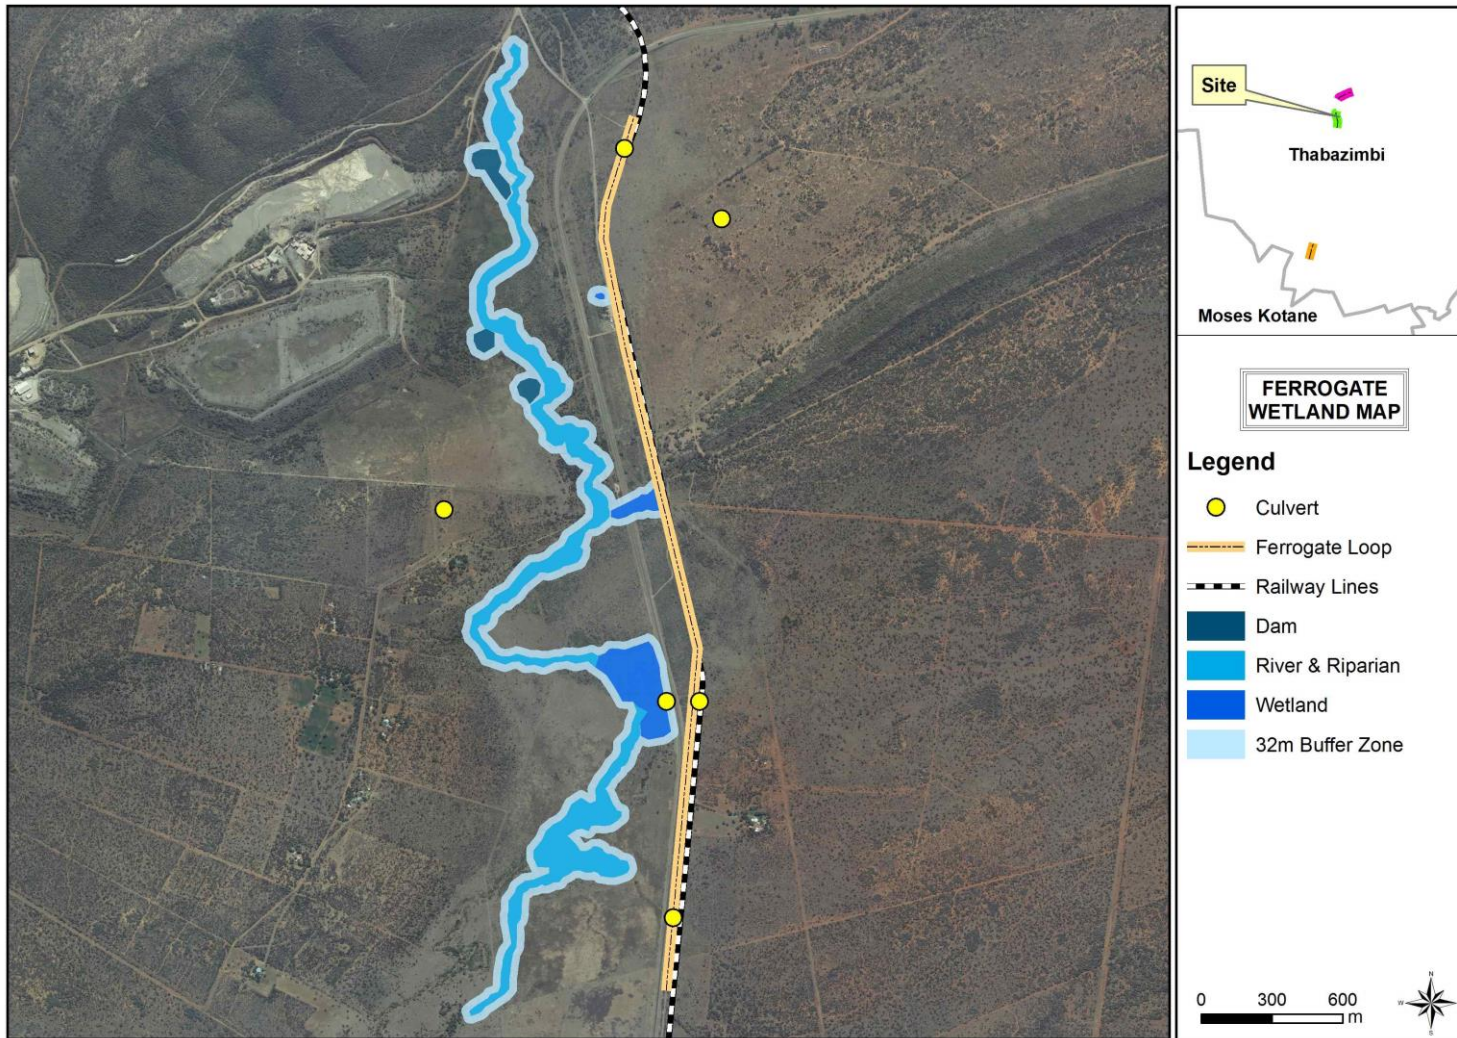 Site
Thabazimbi
Moses Kotane
FERROGATE
WETLAND MAP
Legend
Culvert
Ferrogate Loop
Railway Lines
Dam
River & Riparian
Wetland
32m Buffer Zone
0 300 600
m
N
W E
S